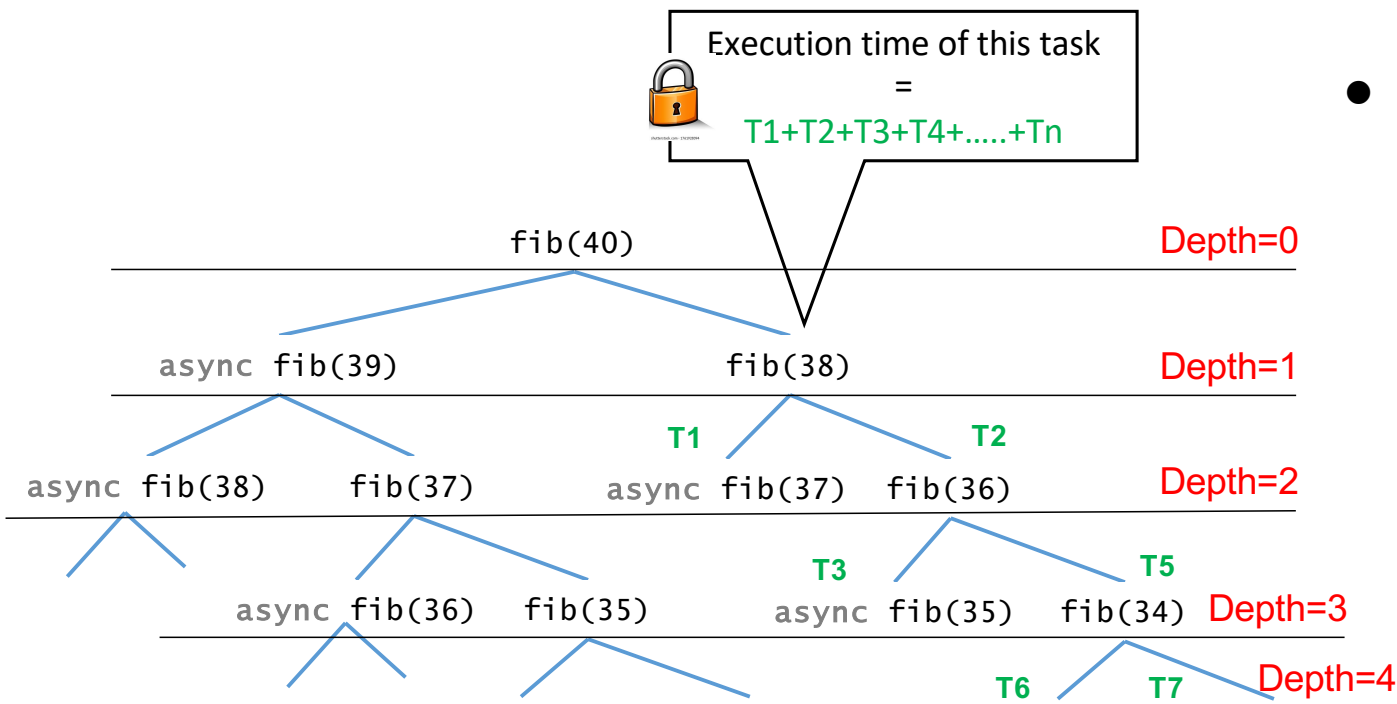 Execution time of this task
=
T1+T2+T3+T4+.....+Tn
fib(40) Depth=0
async fib(39) fib(38) Depth=1
T1 T2
async fib(38) fib(37) async fib(37) fib(36) Depth=2
T3 T5
async fib(36) fib(35) async fib(35) fib(34) Depth=3
T6 T7 Depth=4